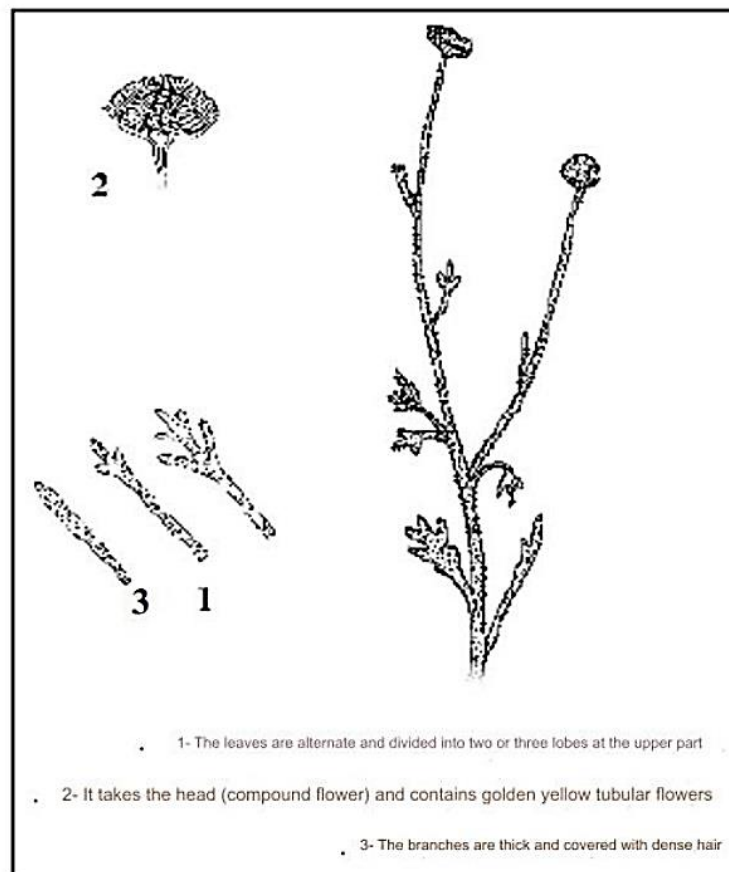 2
3
1
. 1- The leaves are alternate and divided into two or three lobes at the upper part
. 2- It takes the head (compound flower) and contains golden yellow tubular flowers
. 3- The branches are thick and covered with dense hair